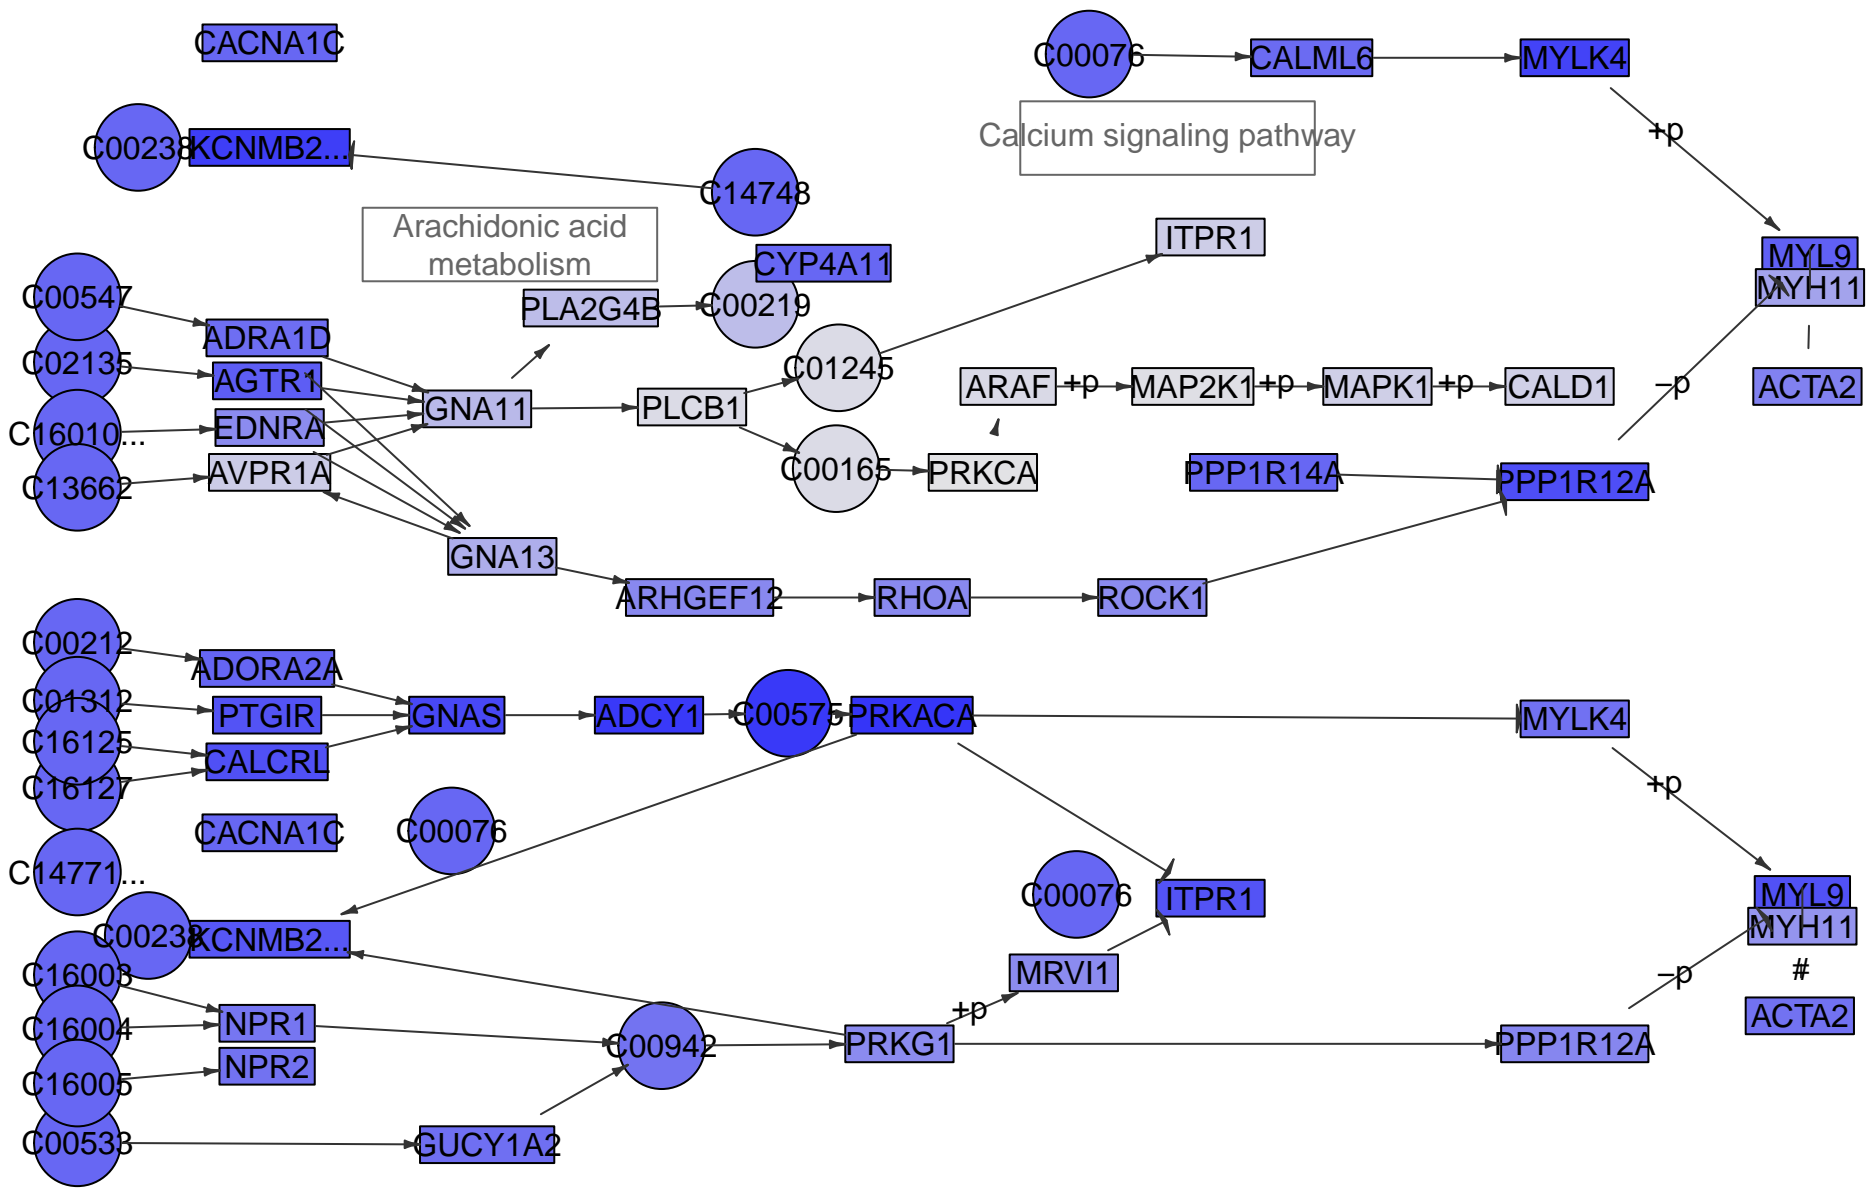 CACNA1C
C00076
CALML6
MYLK4
C00238
KCNMB2...
Calcium signaling pathway
+p
C14748
Arachidonic acid
metabolism
ITPR1
CYP4A11
MYL9
MYH11
C00547
PLA2G4B
C00219
ADRA1D
C02135
AGTR1
C01245
ARAF
+p
MAP2K1
+p
MAPK1
+p
CALD1
−p
ACTA2
GNA11
PLCB1
C16010...
EDNRA
C13662
AVPR1A
C00165
PRKCA
PPP1R14A
PPP1R12A
GNA13
ARHGEF12
RHOA
ROCK1
C00212
ADORA2A
C01312
PTGIR
GNAS
ADCY1
C00575
PRKACA
MYLK4
C16125
CALCRL
C16127
+p
CACNA1C
C00076
C14771...
C00076
ITPR1
MYL9
MYH11
C00238
KCNMB2...
C16003
MRVI1
−p
#
+p
C16004
NPR1
ACTA2
C00942
PRKG1
PPP1R12A
C16005
NPR2
C00533
GUCY1A2